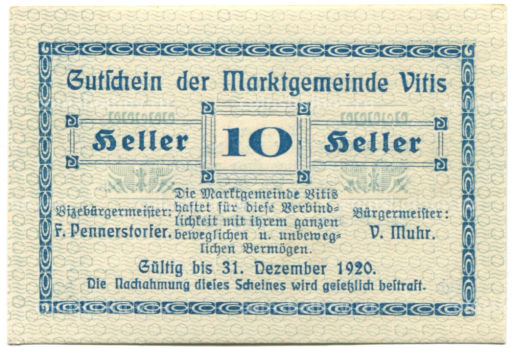 Gutschein der Marktgemeinde Vitis
Heller 10 Heller
Die Marktgemeinde Vitis
haftet für diese Verbind-
lichkeit mit ihrem ganzen
beweglichen u. unbeweg-
lichen Vermögen.
Vizebürgermeister:
F. Pennerstorfer.
Bürgermeister:
V. Muhr.
Gültig bis 31. Dezember 1920.
Die Nachahmung dieses Scheines wird gesetzlich bestraft.